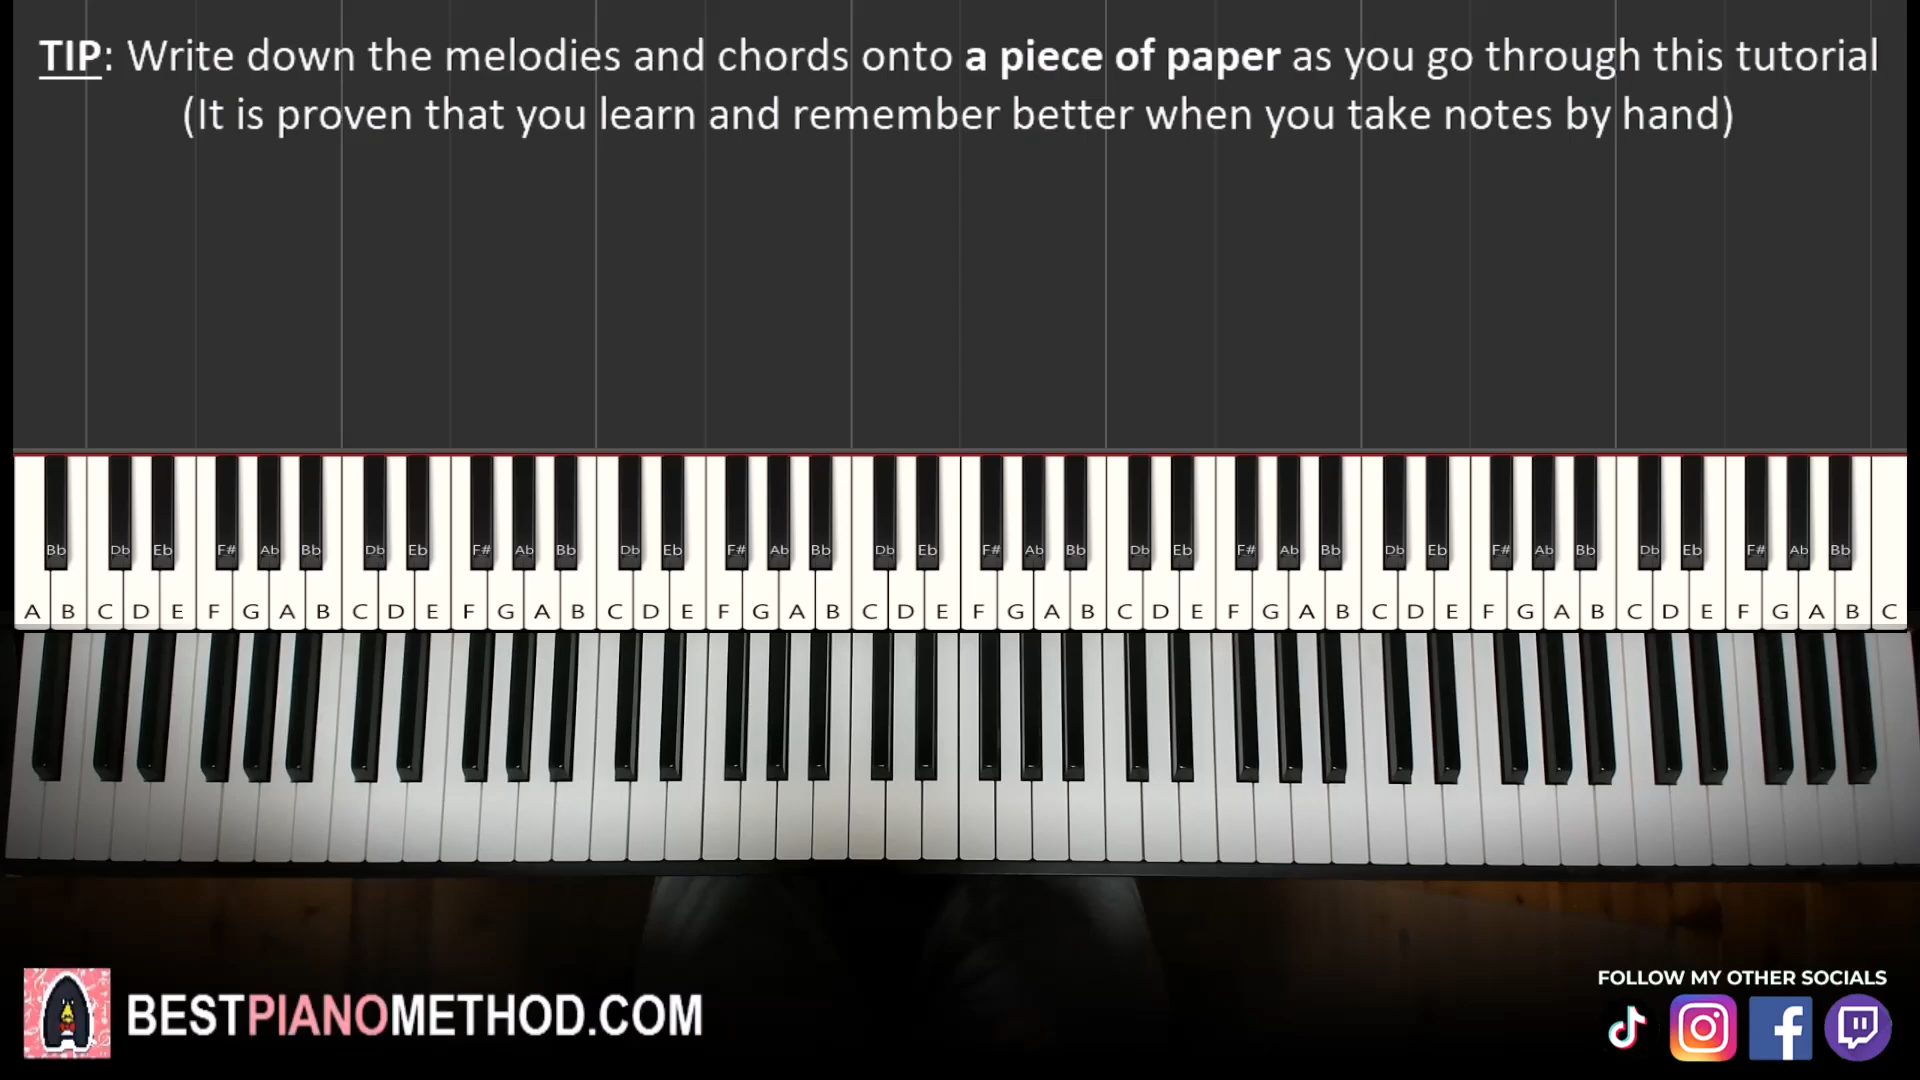 TIP: Write down the melodies and chords onto a piece of paper as you go through this tutorial
(It is proven that you learn and remember better when you take notes by hand)
Bb Db Eb F# Ab Bb Db Eb F# Ab Bb Db Eb F# Ab Bb Db Eb F# Ab Bb Db Eb F# Ab Bb Db Eb F# Ab Bb Db Eb F# Ab Bb
A B C D E F G A B C D E F G A B C D E F G A B C D E F G A B C D E F G A B C D E F G A B C D E F G A B C
FOLLOW MY OTHER SOCIALS
BESTPIANOMETHOD.COM